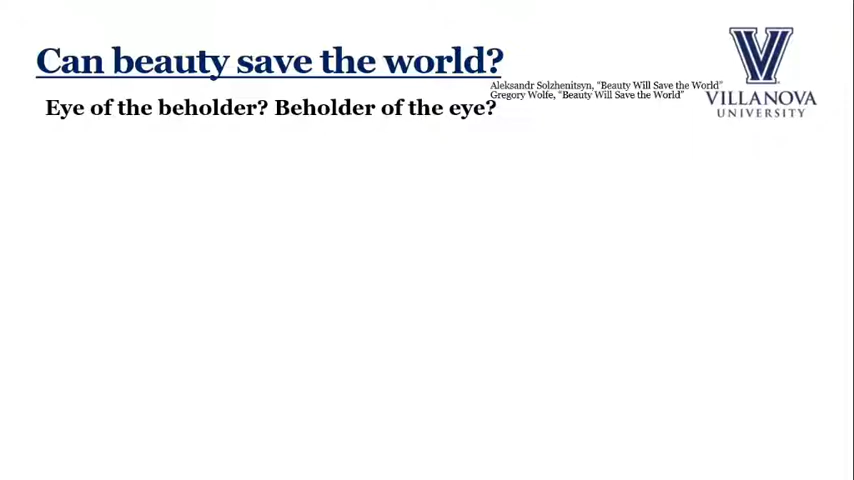 Can beauty save the world?
Aleksandr Solzhenitsyn, "Beauty Will Save the World"
Gregory Wolfe, "Beauty Will Save the World"
Eye of the beholder? Beholder of the eye?
VILLANOVA
UNIVERSITY